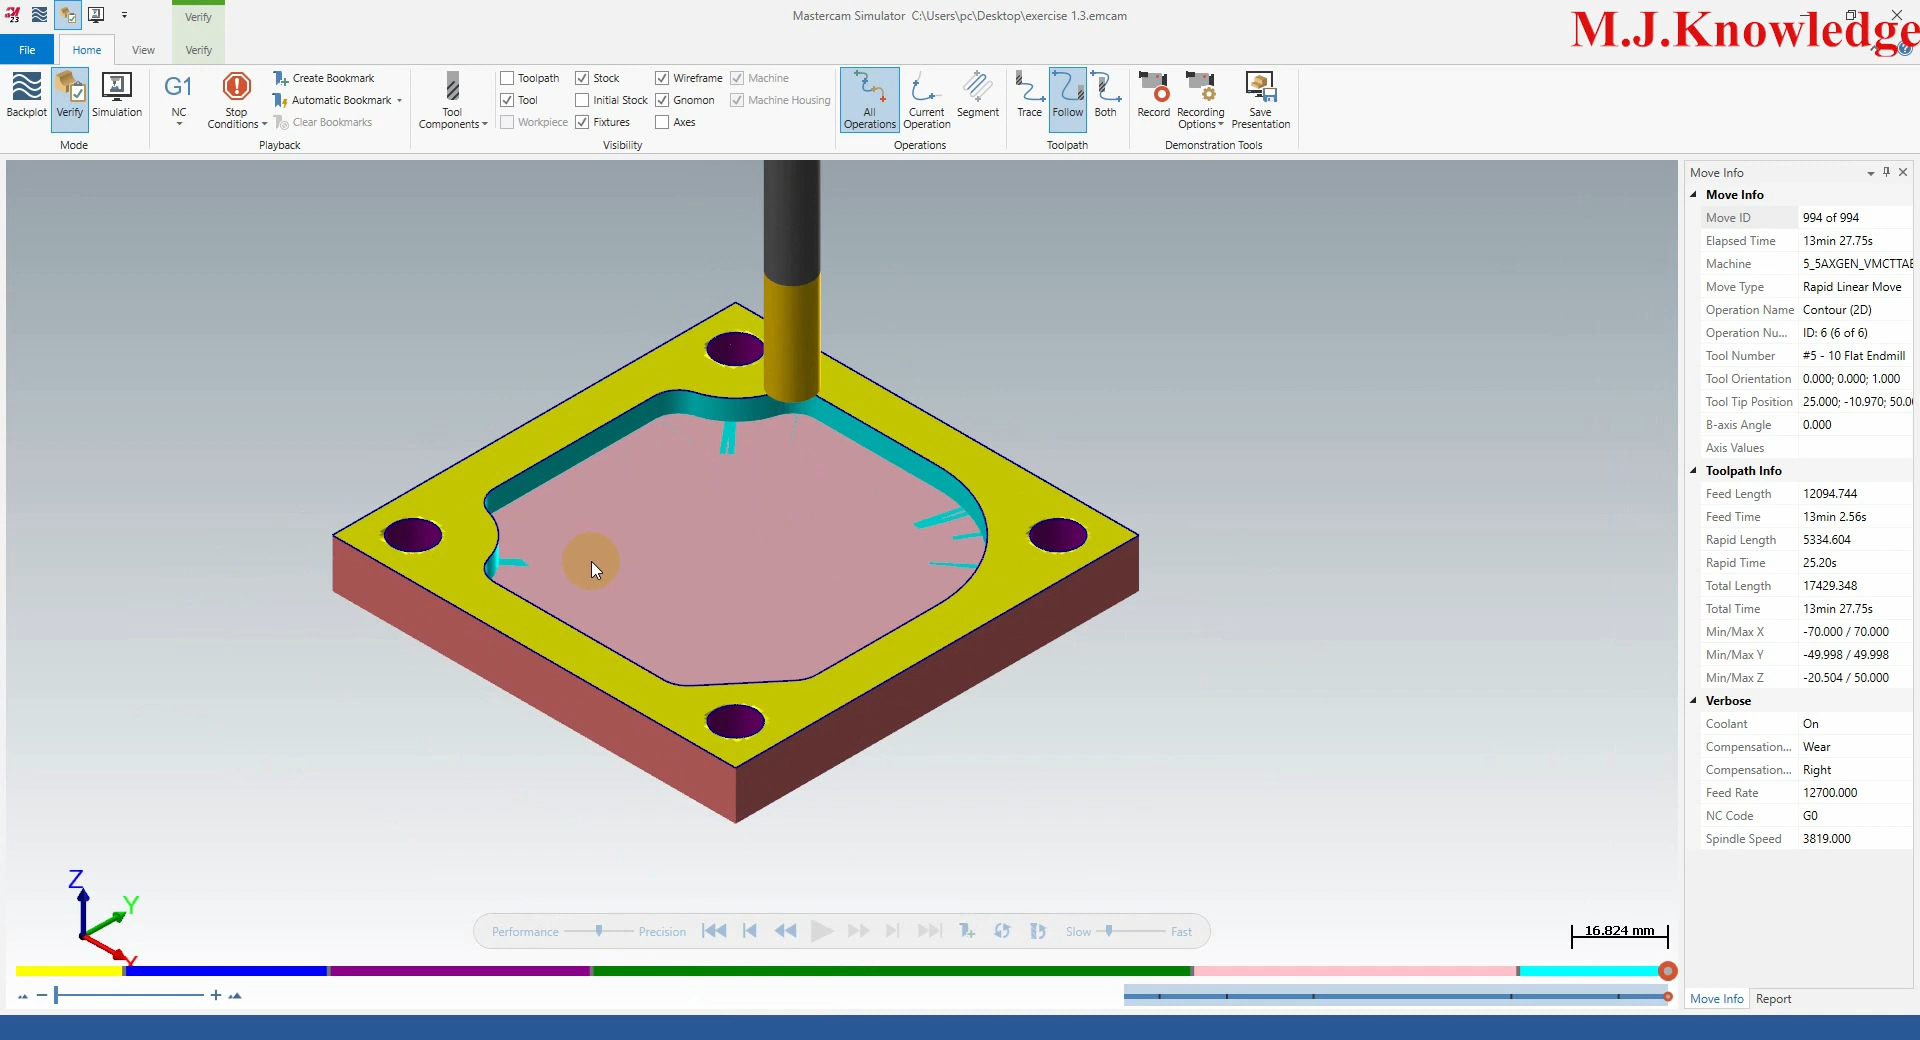 Verify
Mastercam Simulator C:\Users\pc\Desktop\exercise 1.3.emcam
M.J.Knowledge
File
Home
View
Verify
Backplot
Verify
Simulation
Mode
G1
NC
Stop Conditions
Create Bookmark
Automatic Bookmark
Clear Bookmarks
Playback
Tool Components
Toolpath
Stock
Wireframe
Machine
Tool
Initial Stock
Gnomon
Machine Housing
Workpiece
Fixtures
Axes
Visibility
All Operations
Current Operation
Segment
Operations
Trace
Follow
Both
Toolpath
Record
Recording Options
Save Presentation
Demonstration Tools
Move Info
Move Info
Move ID 994 of 994
Elapsed Time 13min 27.75s
Machine 5_5AXGEN_VMCTTAE
Move Type Rapid Linear Move
Operation Name Contour (2D)
Operation Nu... ID: 6 (6 of 6)
Tool Number #5 - 10 Flat Endmill
Tool Orientation 0.000; 0.000; 1.000
Tool Tip Position 25.000; -10.970; 50.0
B-axis Angle 0.000
Axis Values
Toolpath Info
Feed Length 12094.744
Feed Time 13min 2.56s
Rapid Length 5334.604
Rapid Time 25.20s
Total Length 17429.348
Total Time 13min 27.75s
Min/Max X -70.000 / 70.000
Min/Max Y -49.998 / 49.998
Min/Max Z -20.504 / 50.000
Verbose
Coolant On
Compensation... Wear
Compensation... Right
Feed Rate 12700.000
NC Code G0
Spindle Speed 3819.000
Z
Y
X
Performance
Precision
Slow
Fast
16.824 mm
Move Info
Report